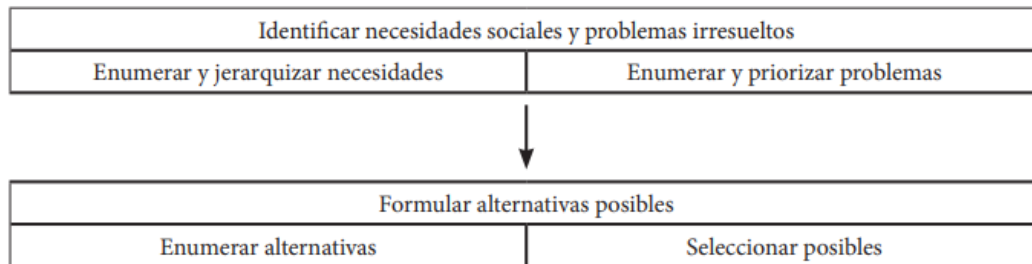 Identificar necesidades sociales y problemas irresueltos
Enumerar y jerarquizar necesidades
Enumerar y priorizar problemas
Formular alternativas posibles
Enumerar alternativas
Seleccionar posibles